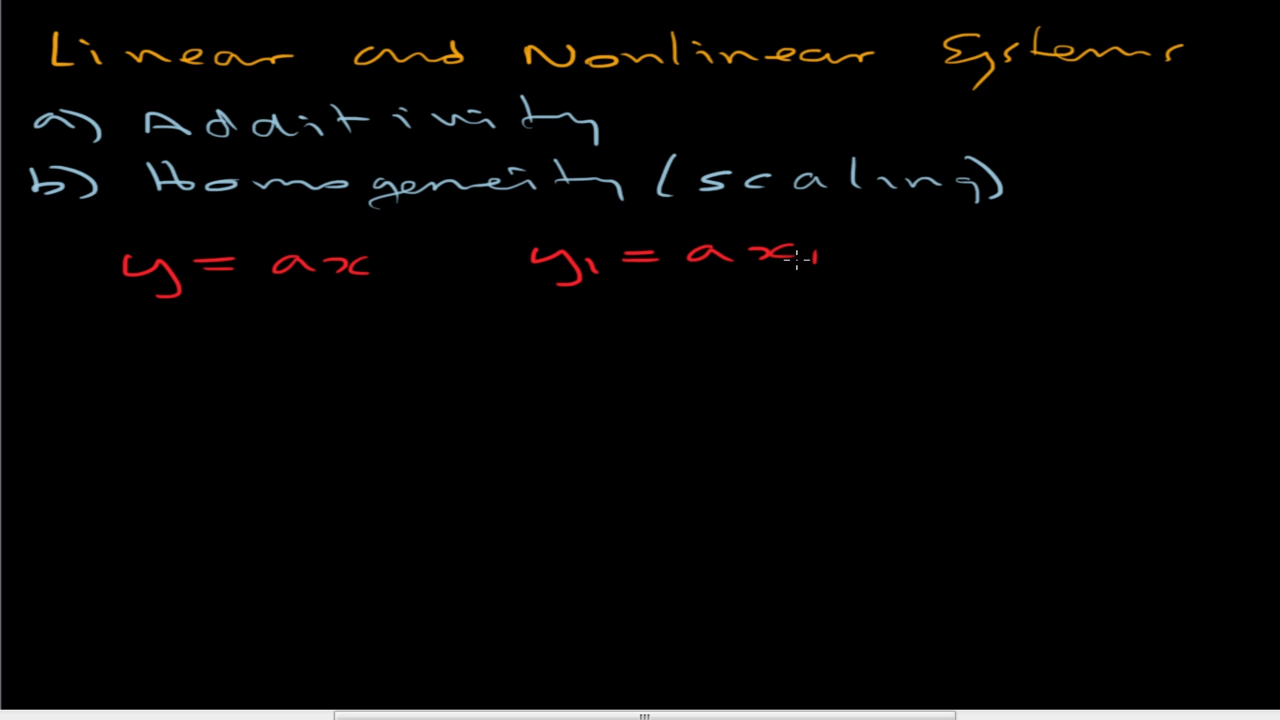 Linear and Nonlinear Systems
a) Additivity
b) Homogeneity (scaling)
y = ax y₁ = ax₁